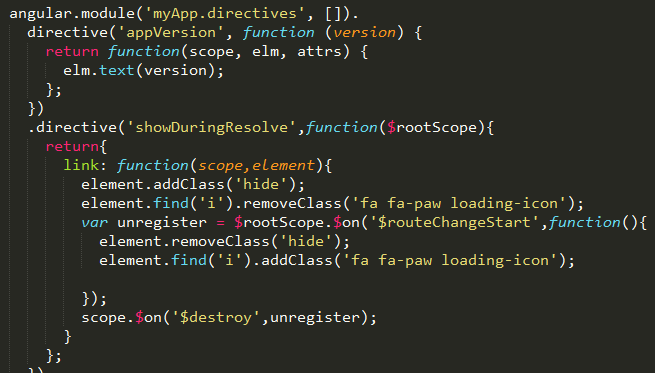 angular.module('myApp.directives', []).
  directive('appVersion', function (version) {
    return function(scope, elm, attrs) {
      elm.text(version);
    };
  })
  .directive('showDuringResolve',function($rootScope){
    return{
      link: function(scope,element){
        element.addClass('hide');
        element.find('i').removeClass('fa fa-paw loading-icon');
        var unregister = $rootScope.$on('$routeChangeStart',function(){
          element.removeClass('hide');
          element.find('i').addClass('fa fa-paw loading-icon');

        });
        scope.$on('$destroy',unregister);
      }
    };
  })